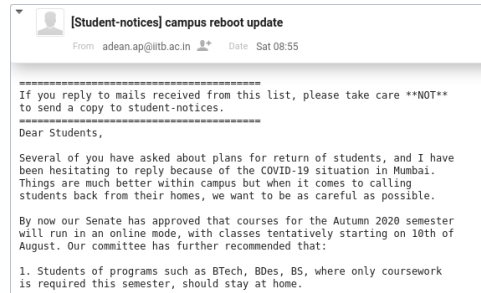 [Student-notices] campus reboot update
From adean.ap@iitb.ac.in Date Sat 08:55
========================================
If you reply to mails received from this list, please take care **NOT**
to send a copy to student-notices.
========================================
Dear Students,
Several of you have asked about plans for return of students, and I have
been hesitating to reply because of the COVID-19 situation in Mumbai.
Things are much better within campus but when it comes to calling
students back from their homes, we want to be as careful as possible.
By now our Senate has approved that courses for the Autumn 2020 semester
will run in an online mode, with classes tentatively starting on 10th of
August. Our committee has further recommended that:
1. Students of programs such as BTech, BDes, BS, where only coursework
is required this semester, should stay at home.